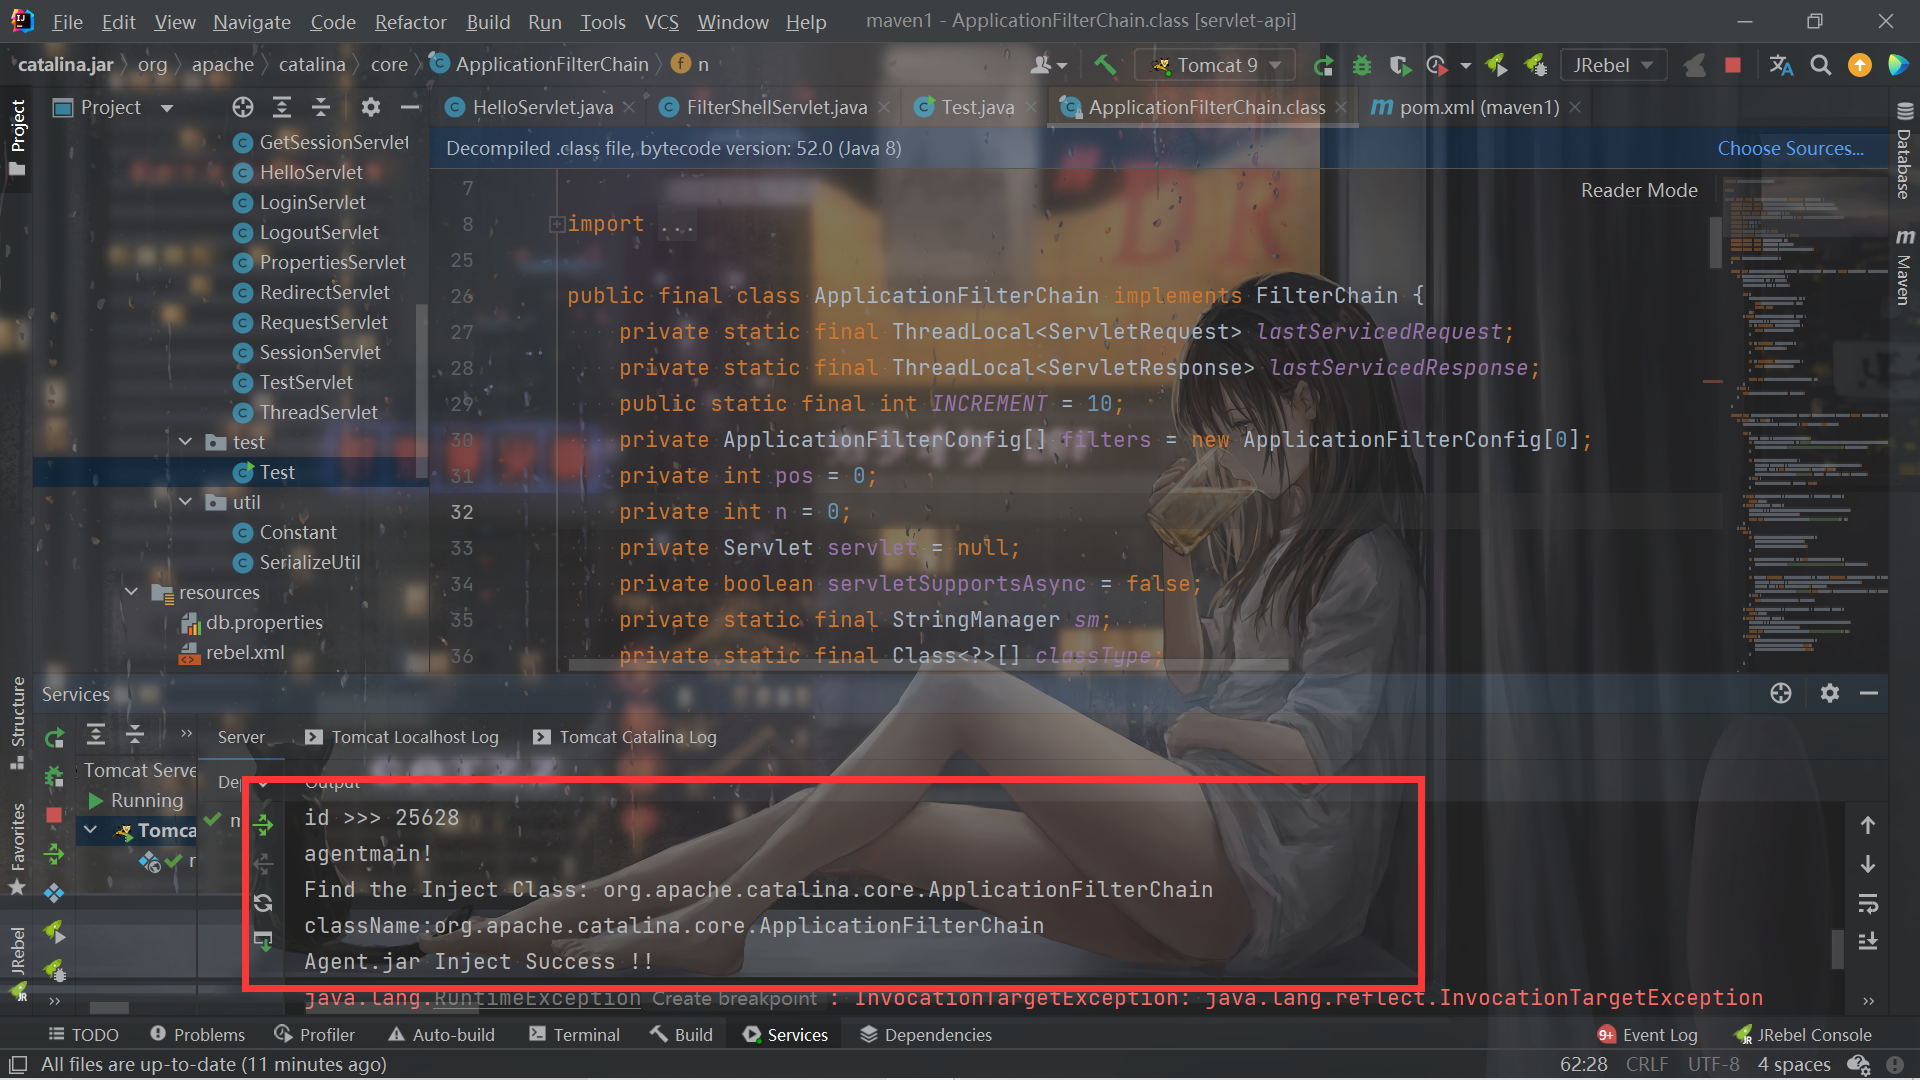 File Edit View Navigate Code Refactor Build Run Tools VCS Window Help maven1 - ApplicationFilterChain.class [servlet-api]
catalina.jar org apache catalina core ApplicationFilterChain f n Tomcat 9 JRebel
Project
Project
HelloServlet.java FilterShellServlet.java Test.java ApplicationFilterChain.class pom.xml (maven1)
Decompiled .class file, bytecode version: 52.0 (Java 8) Choose Sources...
Reader Mode
Database
Maven
GetSessionServlet
HelloServlet
LoginServlet
LogoutServlet
PropertiesServlet
RedirectServlet
RequestServlet
SessionServlet
TestServlet
ThreadServlet
test
Test
util
Constant
SerializeUtil
resources
db.properties
rebel.xml
7
8 import ...
25
26 public final class ApplicationFilterChain implements FilterChain {
27 private static final ThreadLocal<ServletRequest> lastServicedRequest;
28 private static final ThreadLocal<ServletResponse> lastServicedResponse;
29 public static final int INCREMENT = 10;
30 private ApplicationFilterConfig[] filters = new ApplicationFilterConfig[0];
31 private int pos = 0;
32 private int n = 0;
33 private Servlet servlet = null;
34 private boolean servletSupportsAsync = false;
35 private static final StringManager sm;
36 private static final Class<?>[] classType;
"DR
Structure
Favorites
JRebel
Services
Server Tomcat Localhost Log Tomcat Catalina Log
Tomcat Serve
Running
Tomca
Output
id >>> 25628
agentmain!
Find the Inject Class: org.apache.catalina.core.ApplicationFilterChain
className:org.apache.catalina.core.ApplicationFilterChain
Agent.jar Inject Success !!
java.lang.RuntimeException Create breakpoint : InvocationTargetException: java.lang.reflect.InvocationTargetException
TODO Problems Profiler Auto-build Terminal Build Services Dependencies 9+ Event Log JRebel Console
All files are up-to-date (11 minutes ago) 62:28 CRLF UTF-8 4 spaces